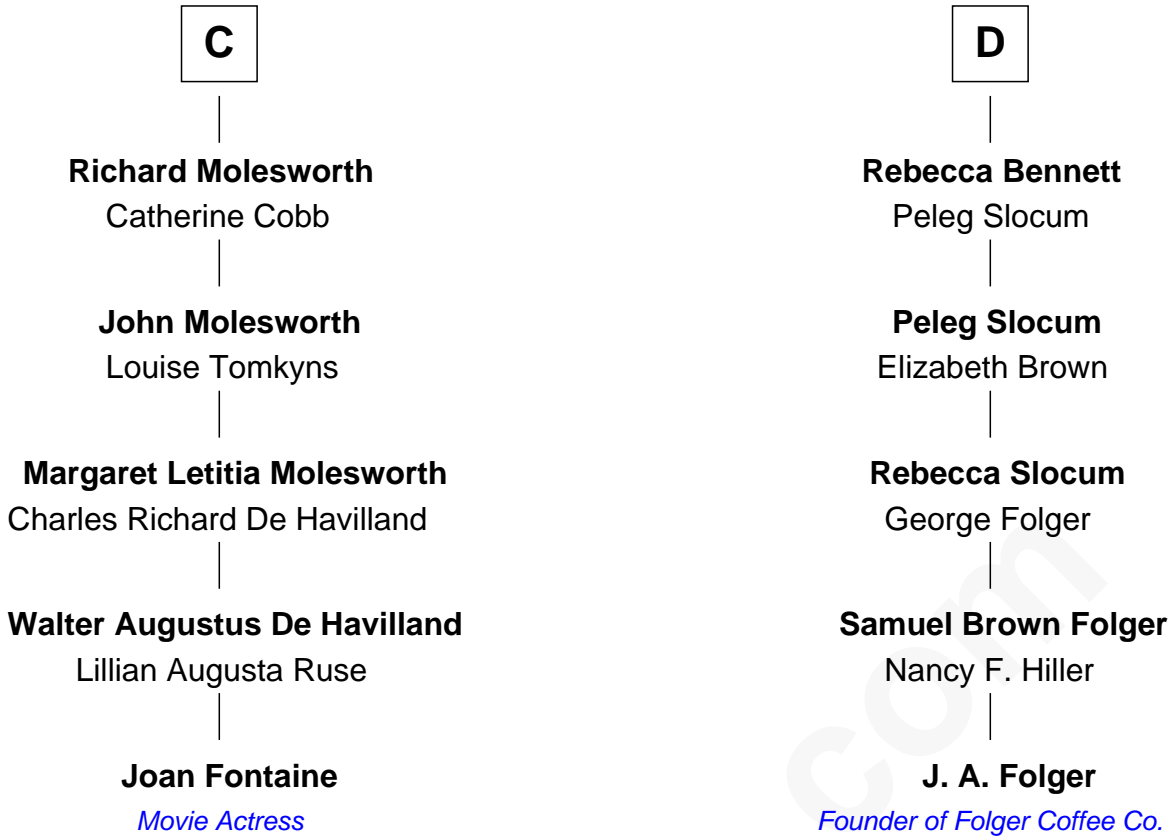 C
Richard Molesworth
Catherine Cobb
John Molesworth
Louise Tomkyns
Margaret Letitia Molesworth
Charles Richard De Havilland
Walter Augustus De Havilland
Lillian Augusta Ruse
Joan Fontaine
Movie Actress
D
Rebecca Bennett
Peleg Slocum
Peleg Slocum
Elizabeth Brown
Rebecca Slocum
George Folger
Samuel Brown Folger
Nancy F. Hiller
J. A. Folger
Founder of Folger Coffee Co.
com